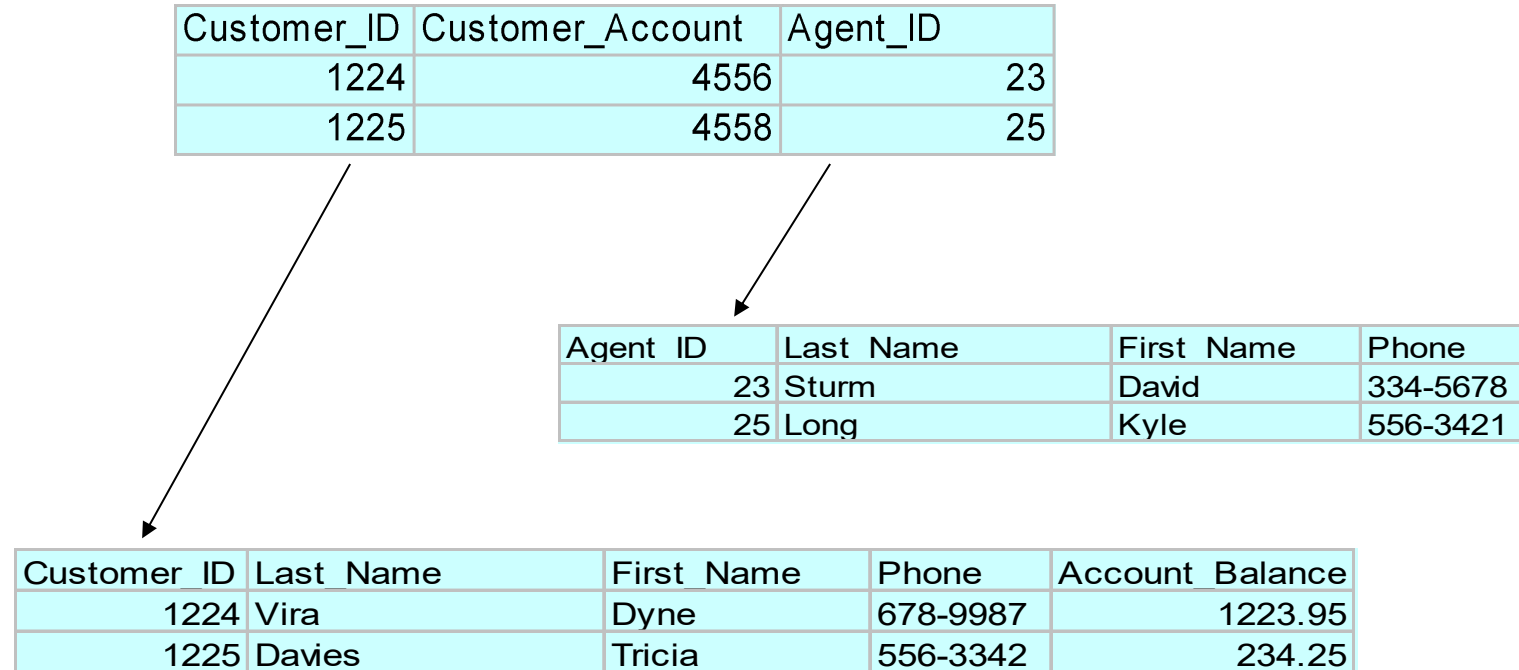 Customer_ID Customer_Account Agent_ID
1224 4556 23
1225 4558 25
Agent_ID Last_Name First_Name Phone
23 Sturm David 334-5678
25 Long Kyle 556-3421
Customer_ID Last_Name First_Name Phone Account_Balance
1224 Vira Dyne 678-9987 1223.95
1225 Davies Tricia 556-3342 234.25